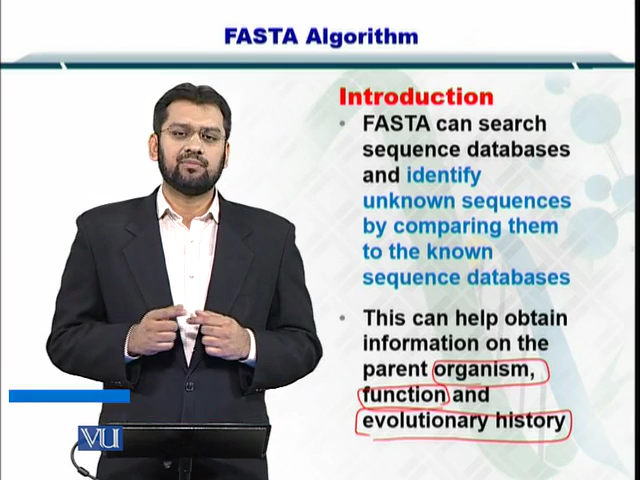 FASTA Algorithm
Introduction
• FASTA can search
sequence databases
and identify
unknown sequences
by comparing them
to the known
sequence databases
• This can help obtain
information on the
parent organism,
function and
evolutionary history
VU